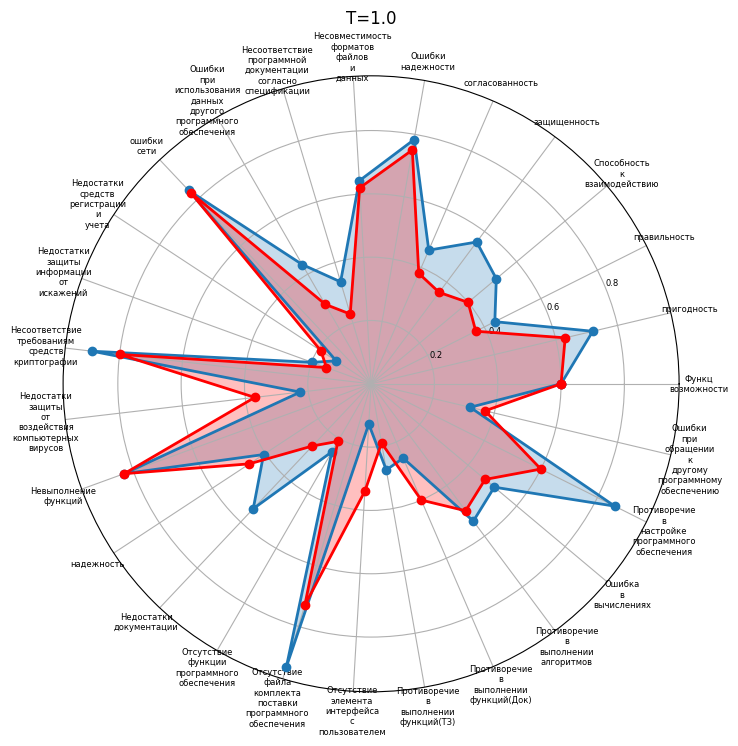 T=1.0
Несовместимость
форматов
файлов
и
данных
Ошибки
надежности
согласованность
защищенность
Способность
к
взаимодействию
правильность
пригодность
Функц
возможности
0.2
0.4
0.6
0.8
Несоответствие
программной
документации
согласно
спецификации
Ошибки
при
использования
данных
другого
программного
обеспечения
ошибки
сети
Недостатки
средств
регистрации
и
учета
Недостатки
защиты
информации
от
искажений
Несоответствие
требованиям
средств
криптографии
Недостатки
защиты
от
воздействия
компьютерных
вирусов
Невыполнение
функций
надежность
Недостатки
документации
Отсутствие
функции
программного
обеспечения
Отсутствие
файла
комплекта
поставки
программного
обеспечения
Отсутствие
элемента
интерфейса
с
пользователем
Противоречие
в
выполнении
функций(ТЗ)
Противоречие
в
выполнении
функций(Док)
Противоречие
в
выполнении
алгоритмов
Ошибка
в
вычислениях
Противоречие
в
настройке
программного
обеспечения
Ошибки
при
обращении
к
другому
программному
обеспечению